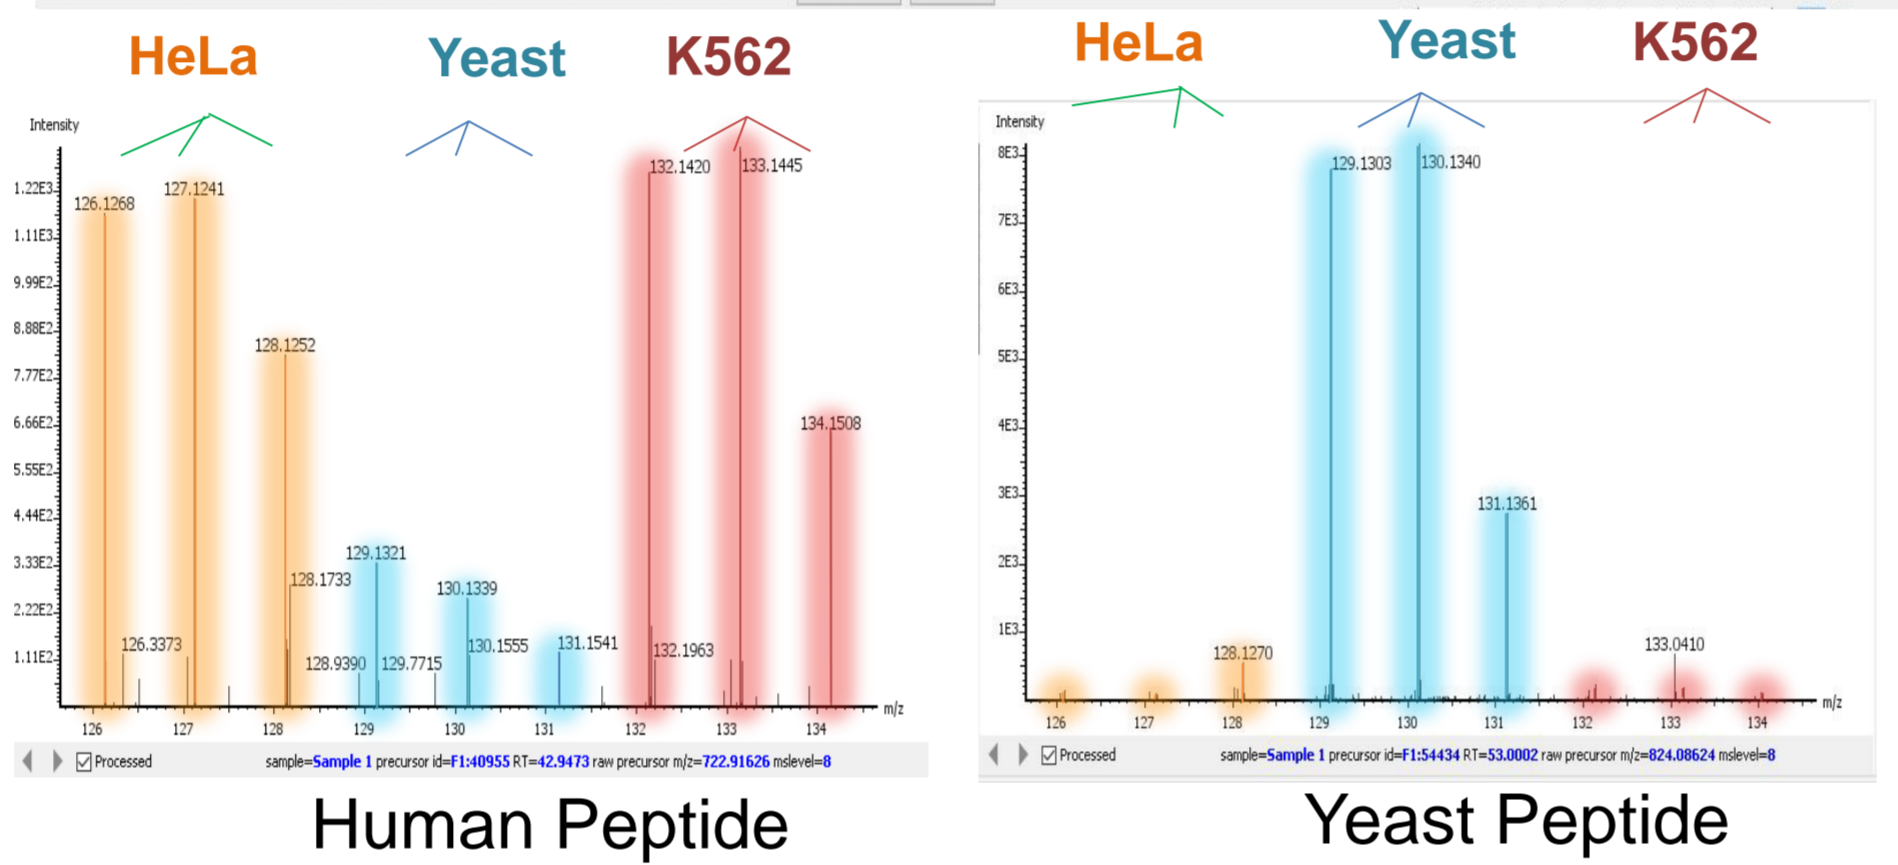 HeLa
Yeast
K562
Intensity
132.1420
133.1445
1.22E3
126.1268
127.1241
1.11E3
9.99E2
8.88E2
128.1252
7.77E2
6.66E2
134.1508
5.55E2
4.44E2
129.1321
3.33E2
128.1733
130.1339
2.22E2
126.3373
130.1555
131.1541
132.1963
128.9390
129.7715
1.11E2
m/z
126
127
128
129
130
131
132
133
134
Processed
sample=Sample 1 precursor id=F1:40955 RT=42.9473 raw precursor m/z=722.91626 mslevel=8
Human Peptide
HeLa
Yeast
K562
Intensity
8E3
129.1303
130.1340
7E3
6E3
5E3
4E3
3E3
131.1361
2E3
1E3
128.1270
133.0410
m/z
126
127
128
129
130
131
132
133
134
Processed
sample=Sample 1 precursor id=F1:54434 RT=53.0002 raw precursor m/z=824.08624 mslevel=8
Yeast Peptide